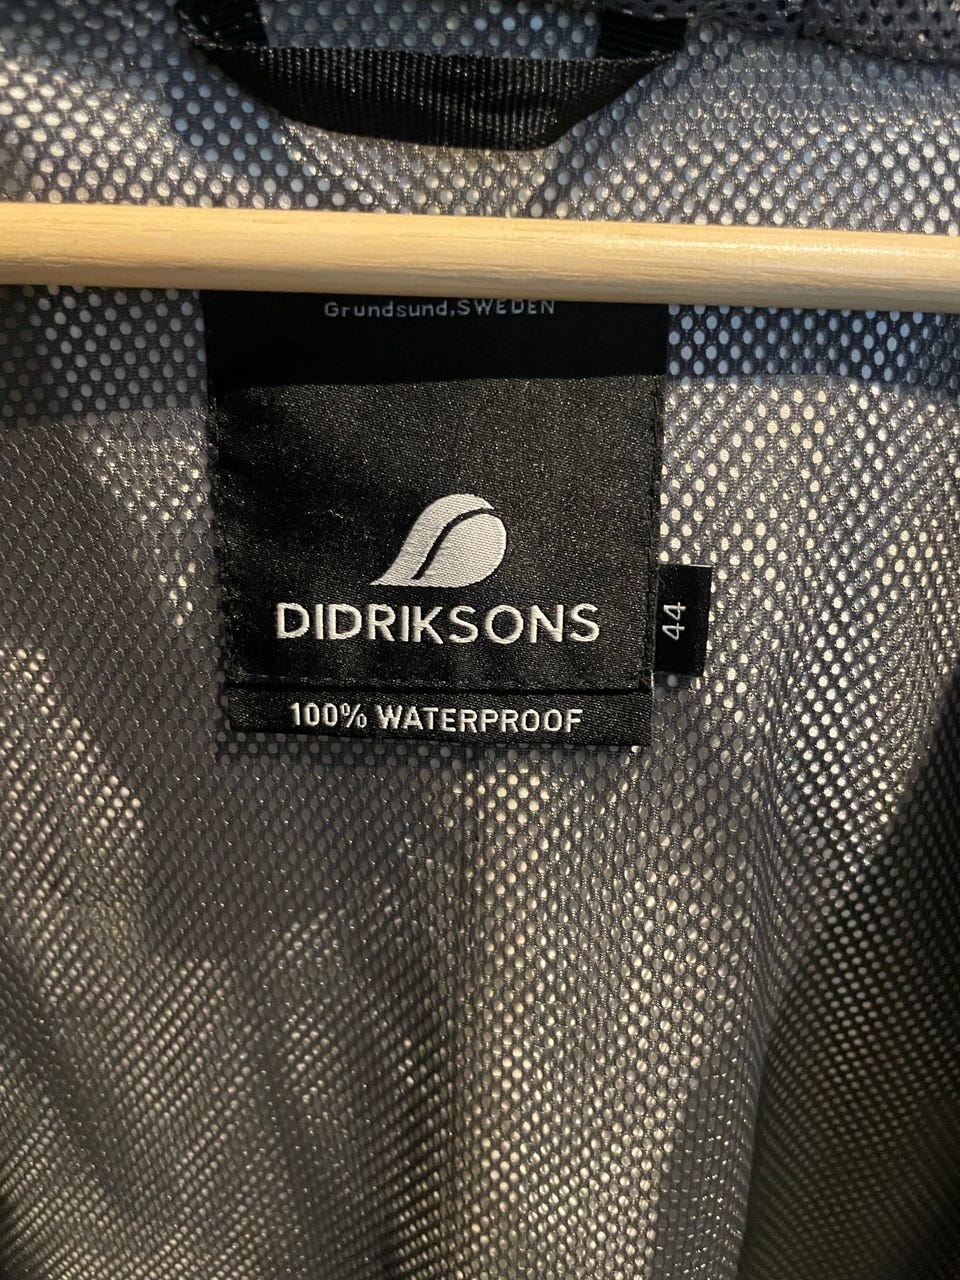 Grundsund, SWEDEN
DIDRIKSONS
44
100% WATERPROOF